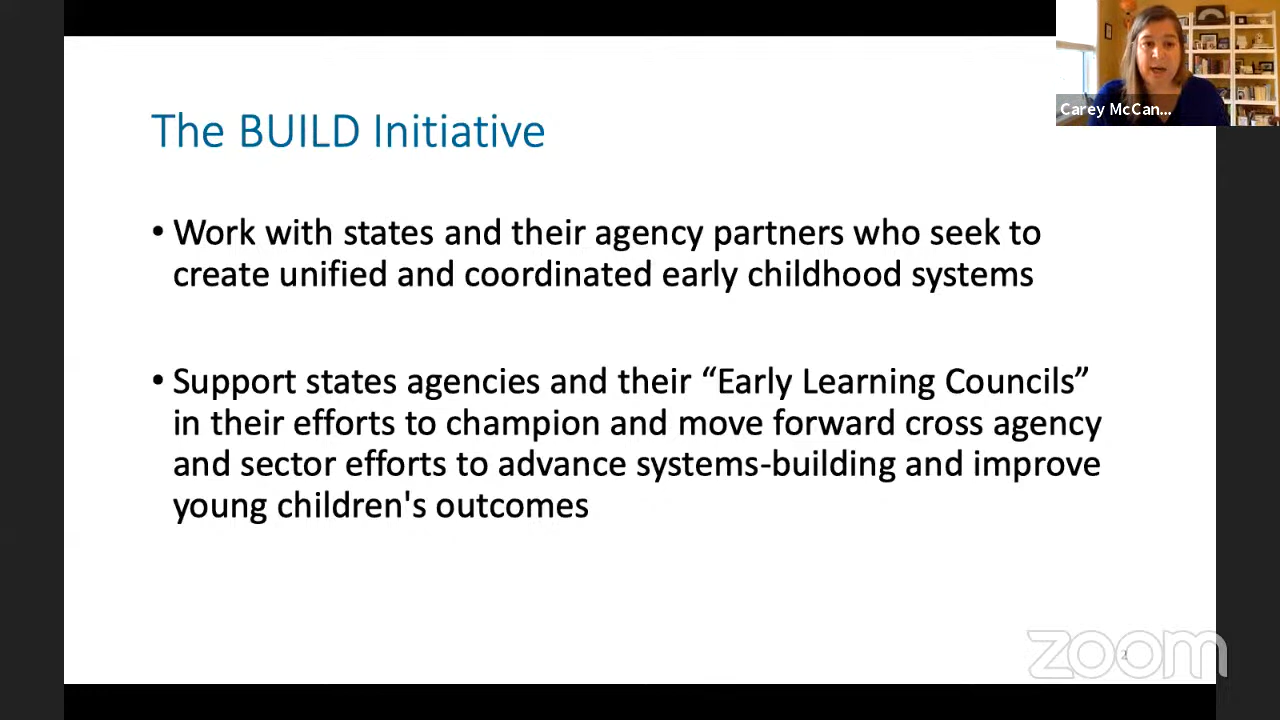 Carey McCan...
The BUILD Initiative
• Work with states and their agency partners who seek to
create unified and coordinated early childhood systems
• Support states agencies and their “Early Learning Councils”
in their efforts to champion and move forward cross agency
and sector efforts to advance systems-building and improve
young children's outcomes
zoom
2